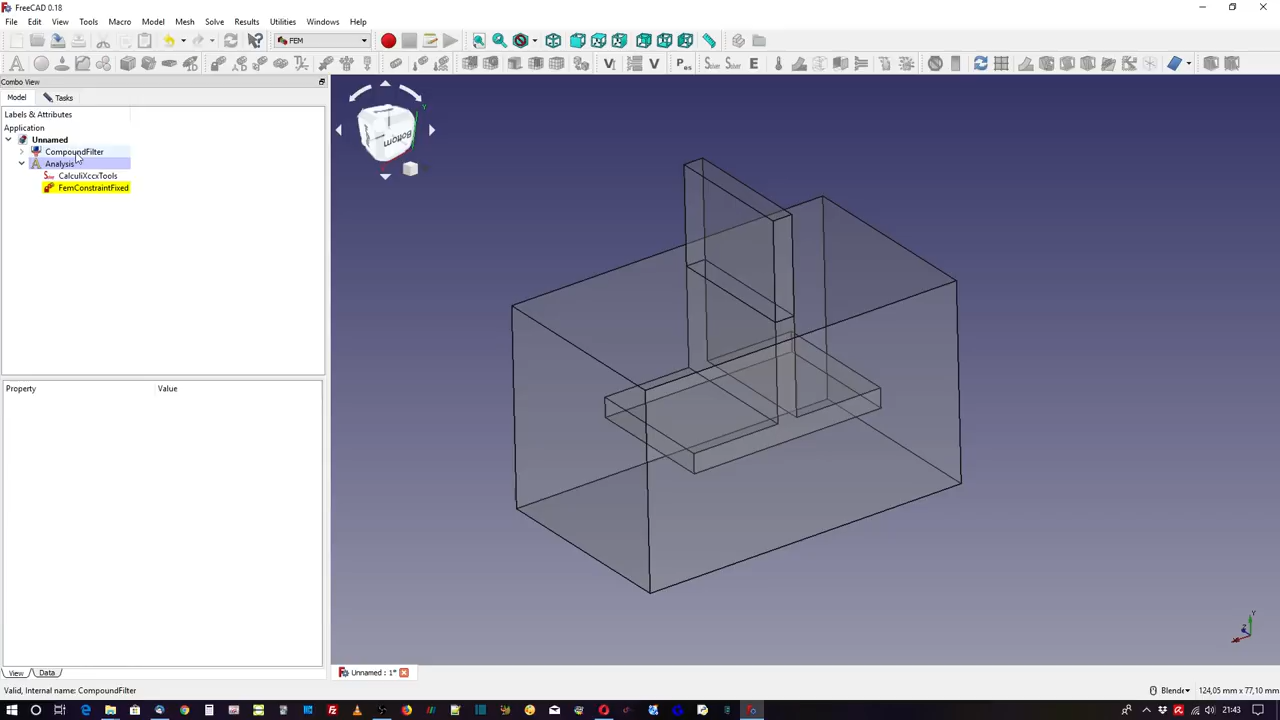 FreeCAD 0.18
File Edit View Tools Macro Model Mesh Solve Results Utilities Windows Help
FEM
Combo View
Model Tasks
Labels & Attributes
Application
Unnamed
CompoundFilter
Analysis
CalculiXccxTools
FemConstraintFixed
Property Value
Bottom
Y
View Data
Unnamed : 1*
Valid, Internal name: CompoundFilter
Blender 124,05 mm x 77,10 mm
21:43